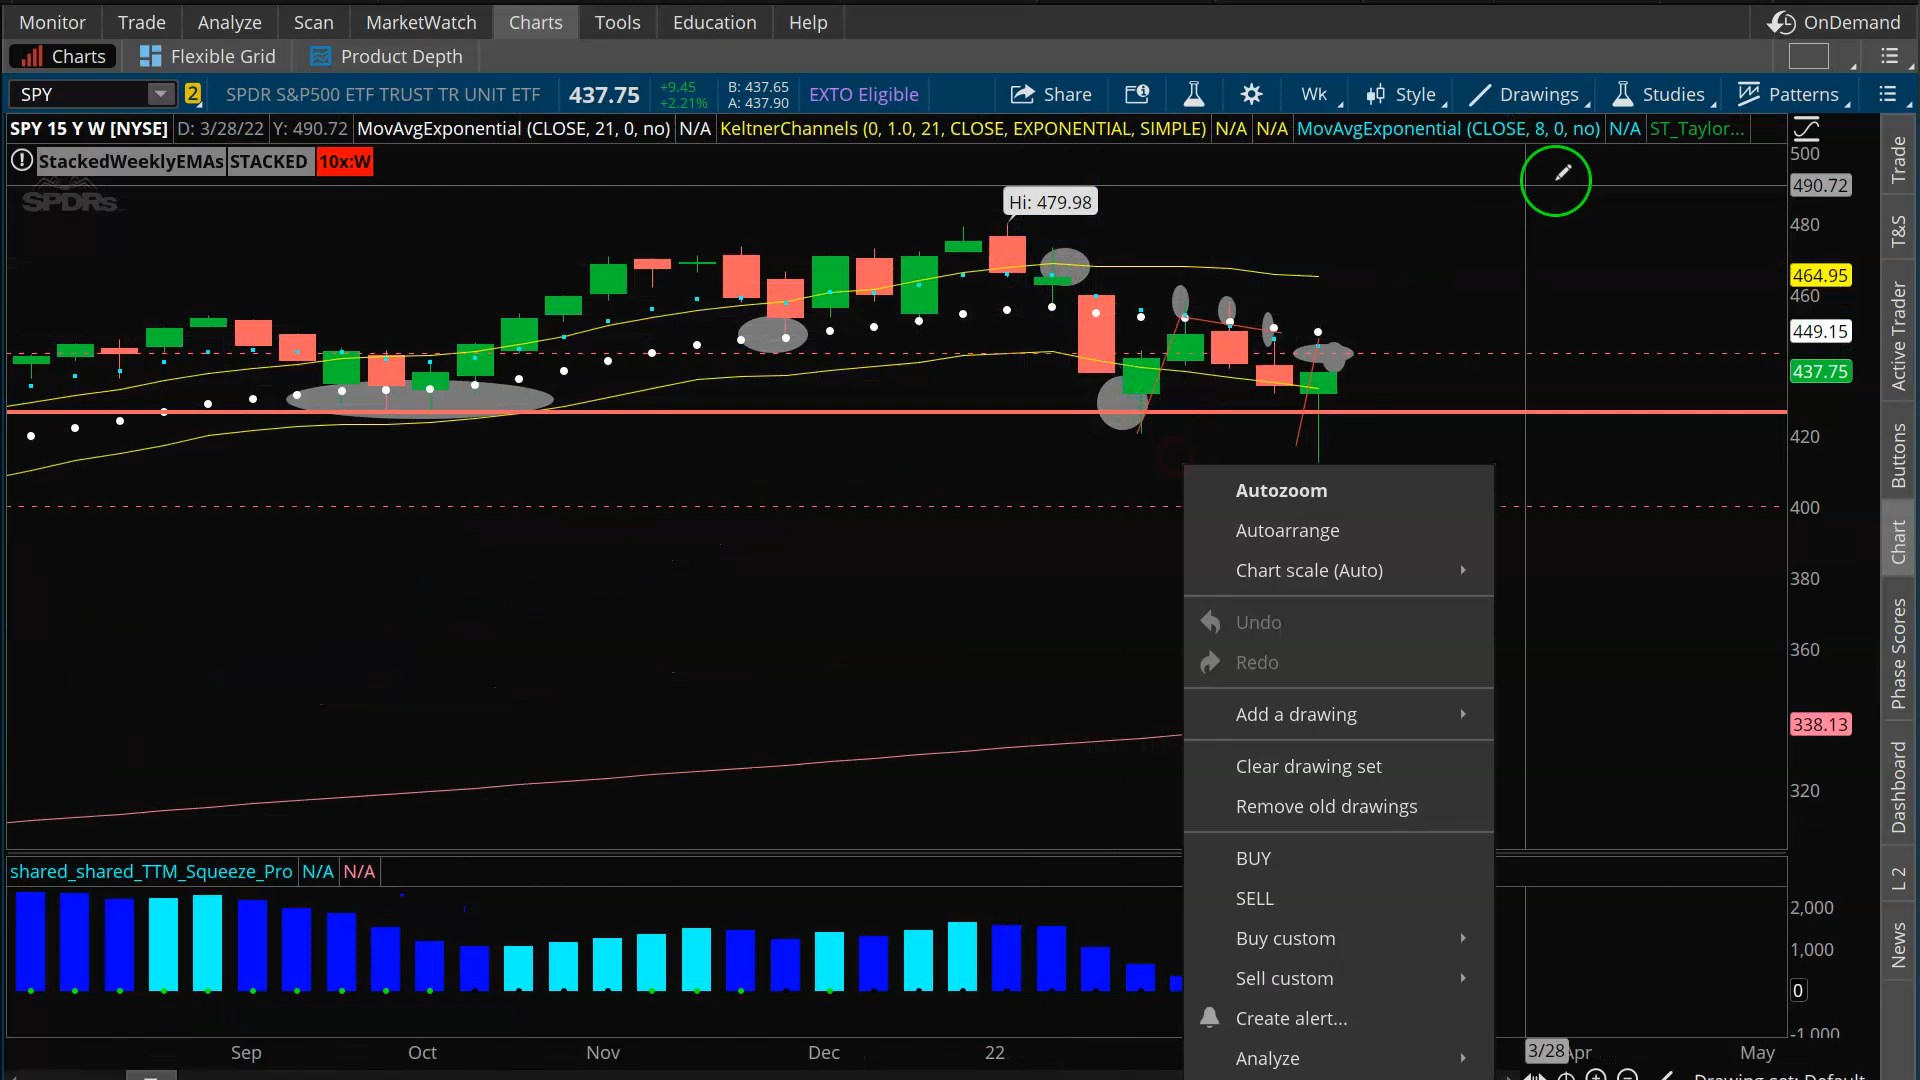 Monitor Trade Analyze Scan MarketWatch Charts Tools Education Help OnDemand
Charts Flexible Grid Product Depth
SPY 2 SPDR S&P500 ETF TRUST TR UNIT ETF 437.75 +9.45 B: 437.65 EXTO Eligible Share Wk Style Drawings Studies Patterns
+2.21% A: 437.90
SPY 15 Y W [NYSE] D: 3/28/22 Y: 490.72 MovAvgExponential (CLOSE, 21, 0, no) N/A KeltnerChannels (0, 1.0, 21, CLOSE, EXPONENTIAL, SIMPLE) N/A N/A MovAvgExponential (CLOSE, 8, 0, no) N/A ST_Taylor...
StackedWeeklyEMAs STACKED 10x:W
SPDRs
Hi: 479.98
500
490.72
480
464.95
460
449.15
437.75
420
400
380
360
338.13
320
Autozoom
Autoarrange
Chart scale (Auto)
Undo
Redo
Add a drawing
Clear drawing set
Remove old drawings
BUY
SELL
Buy custom
Sell custom
Create alert...
Analyze
shared_shared_TTM_Squeeze_Pro N/A N/A
2,000
1,000
0
-1,000
Sep Oct Nov Dec 22 3/28 Apr May
Drawing set: Default
Trade
T&S
Active Trader
Buttons
Chart
Phase Scores
Dashboard
L 2
News